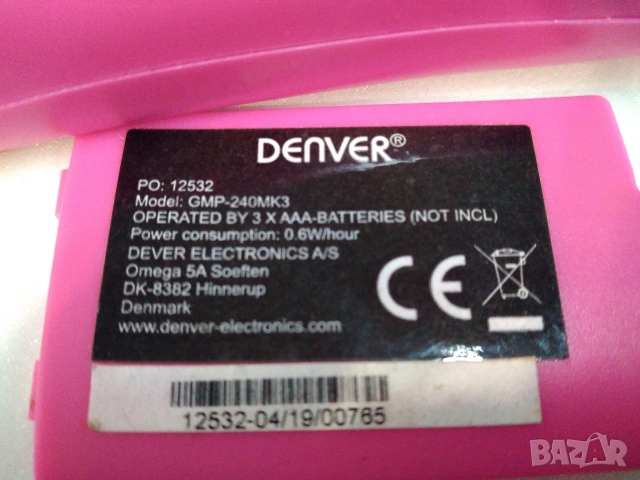 DENVER®
PO: 12532
Model: GMP-240MK3
OPERATED BY 3 X AAA-BATTERIES (NOT INCL)
Power consumption: 0.6W/hour
DEVER ELECTRONICS A/S
Omega 5A Soeften
DK-8382 Hinnerup
Denmark
www.denver-electronics.com
CE
12532-04/19/00765
BAZAR